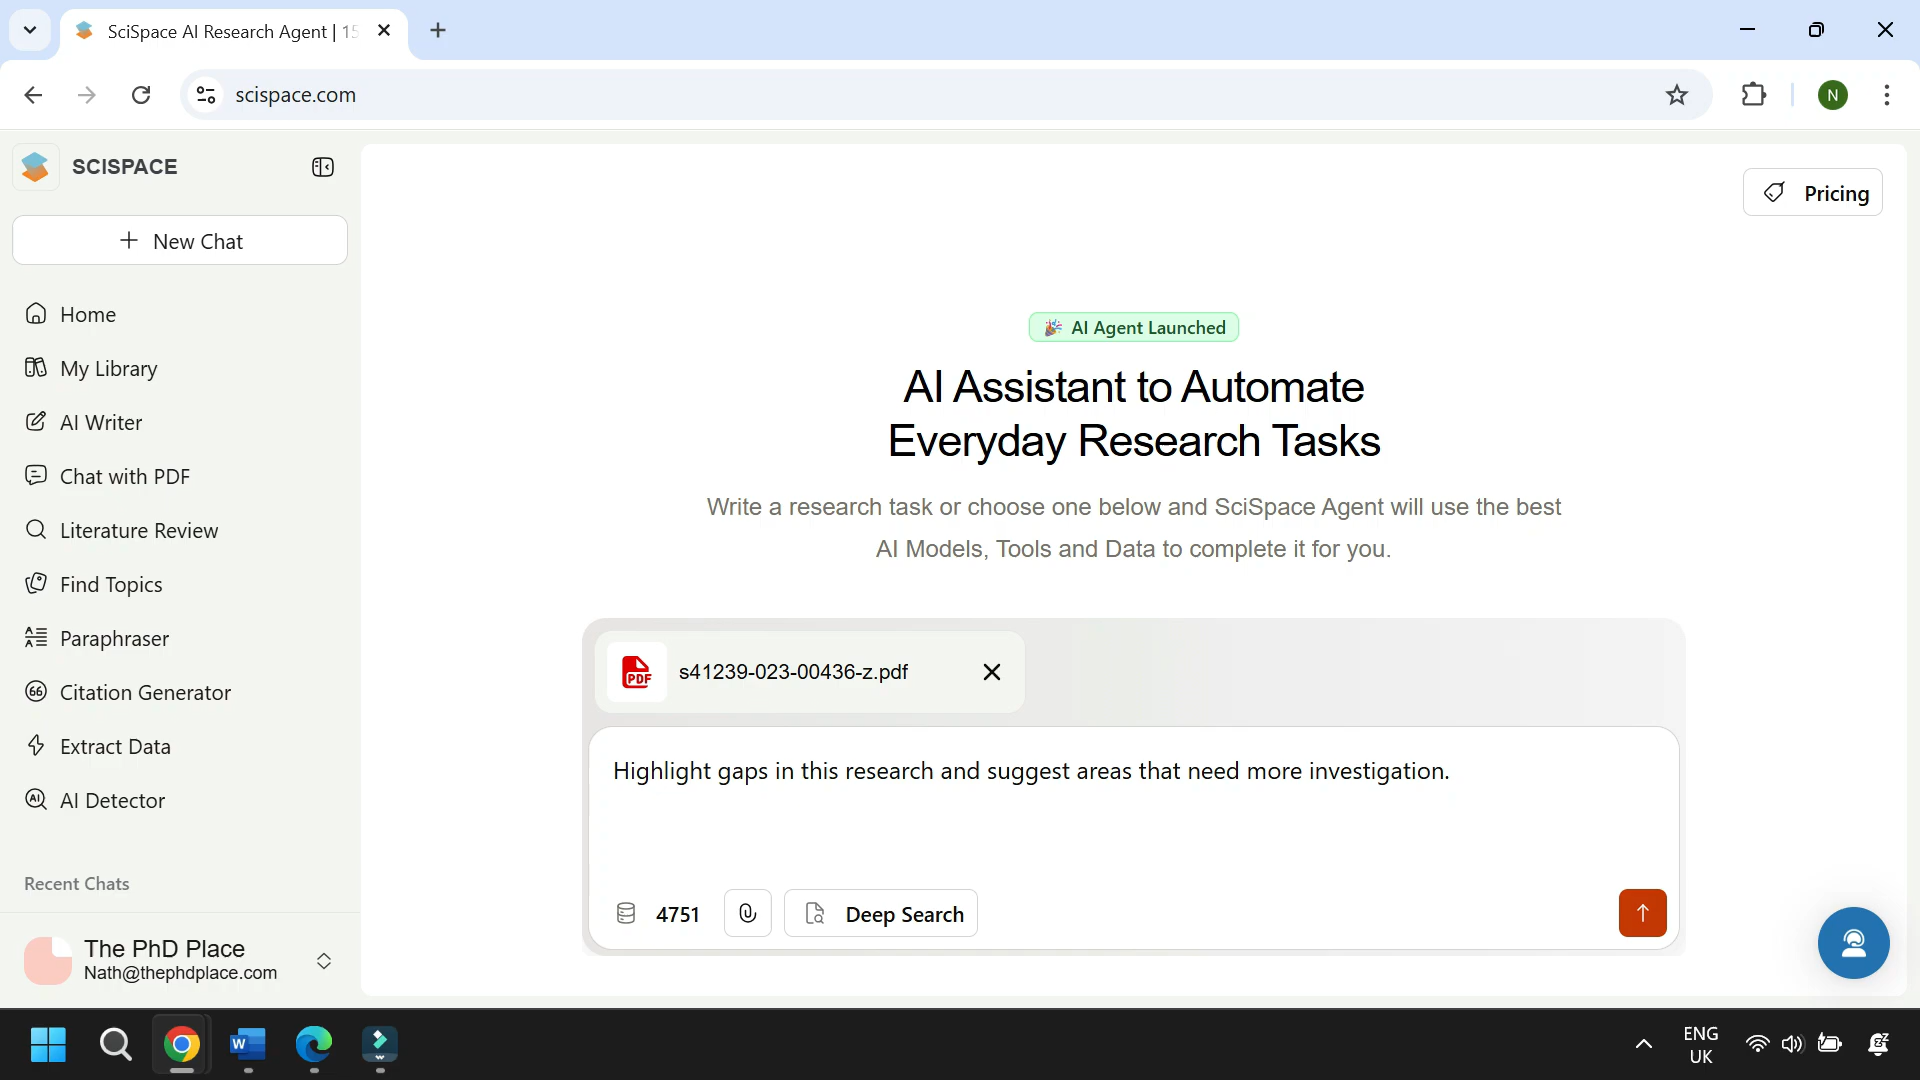 SciSpace AI Research Agent | 15
scispace.com
N
SCISPACE
Pricing
New Chat
Home
My Library
AI Writer
Chat with PDF
Literature Review
Find Topics
Paraphraser
Citation Generator
Extract Data
AI Detector
Recent Chats
The PhD Place
Nath@thephdplace.com
AI Agent Launched
AI Assistant to Automate
Everyday Research Tasks
Write a research task or choose one below and SciSpace Agent will use the best
AI Models, Tools and Data to complete it for you.
PDF
s41239-023-00436-z.pdf
Highlight gaps in this research and suggest areas that need more investigation.
4751
Deep Search
ENG
UK